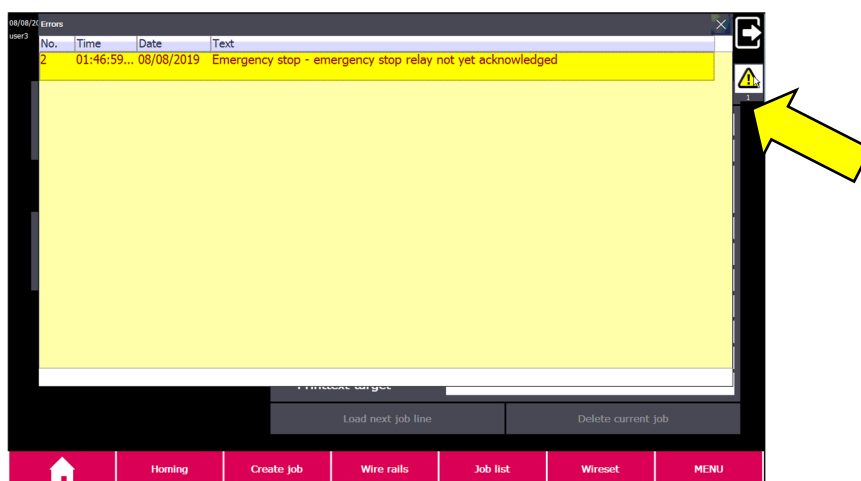 08/08/20 Errors
user3
No. Time Date Text
2 01:46:59... 08/08/2019 Emergency stop - emergency stop relay not yet acknowledged
1
Load next job line Delete current job
Homing Create job Wire rails Job list Wireset MENU